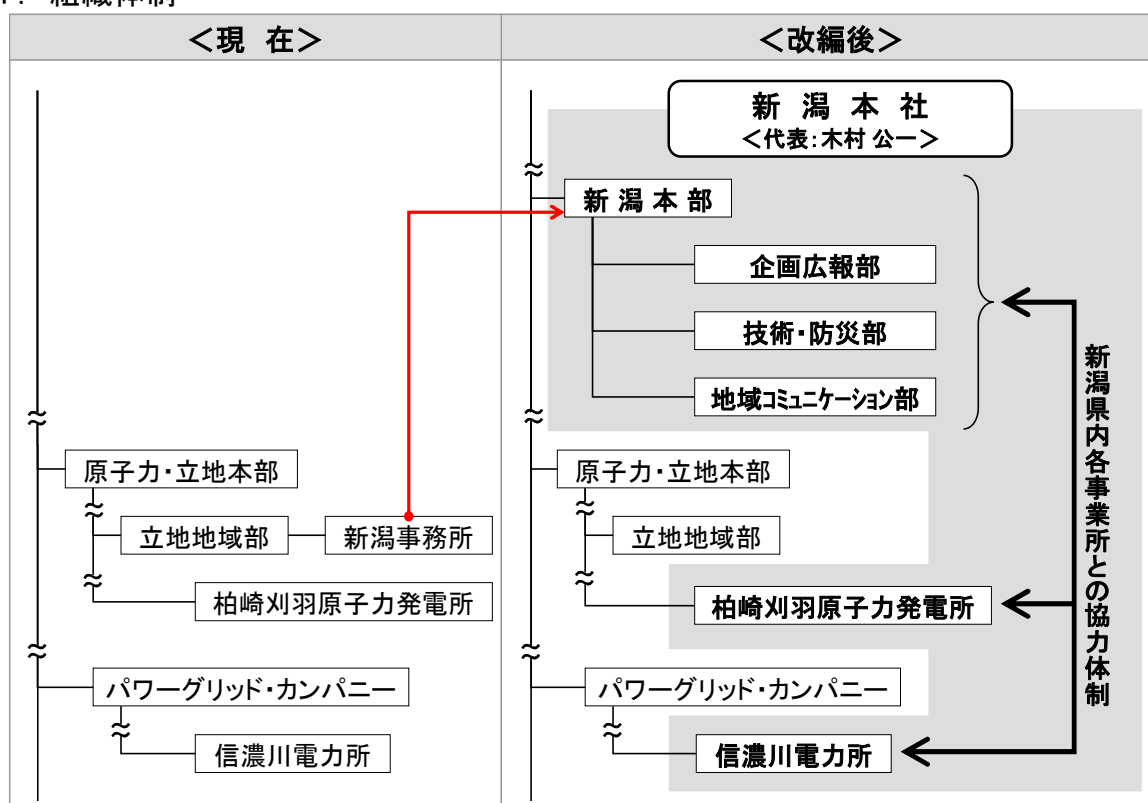 ＜現 在＞
＜改編後＞
新 潟 本 社
＜代表：木村 公一＞
新 潟 本 部
企画広報部
技術・防災部
地域コミュニケーション部
新潟県内各事業所との協力体制
原子力・立地本部
立地地域部
新潟事務所
柏崎刈羽原子力発電所
パワーグリッド・カンパニー
信濃川電力所
原子力・立地本部
立地地域部
柏崎刈羽原子力発電所
パワーグリッド・カンパニー
信濃川電力所